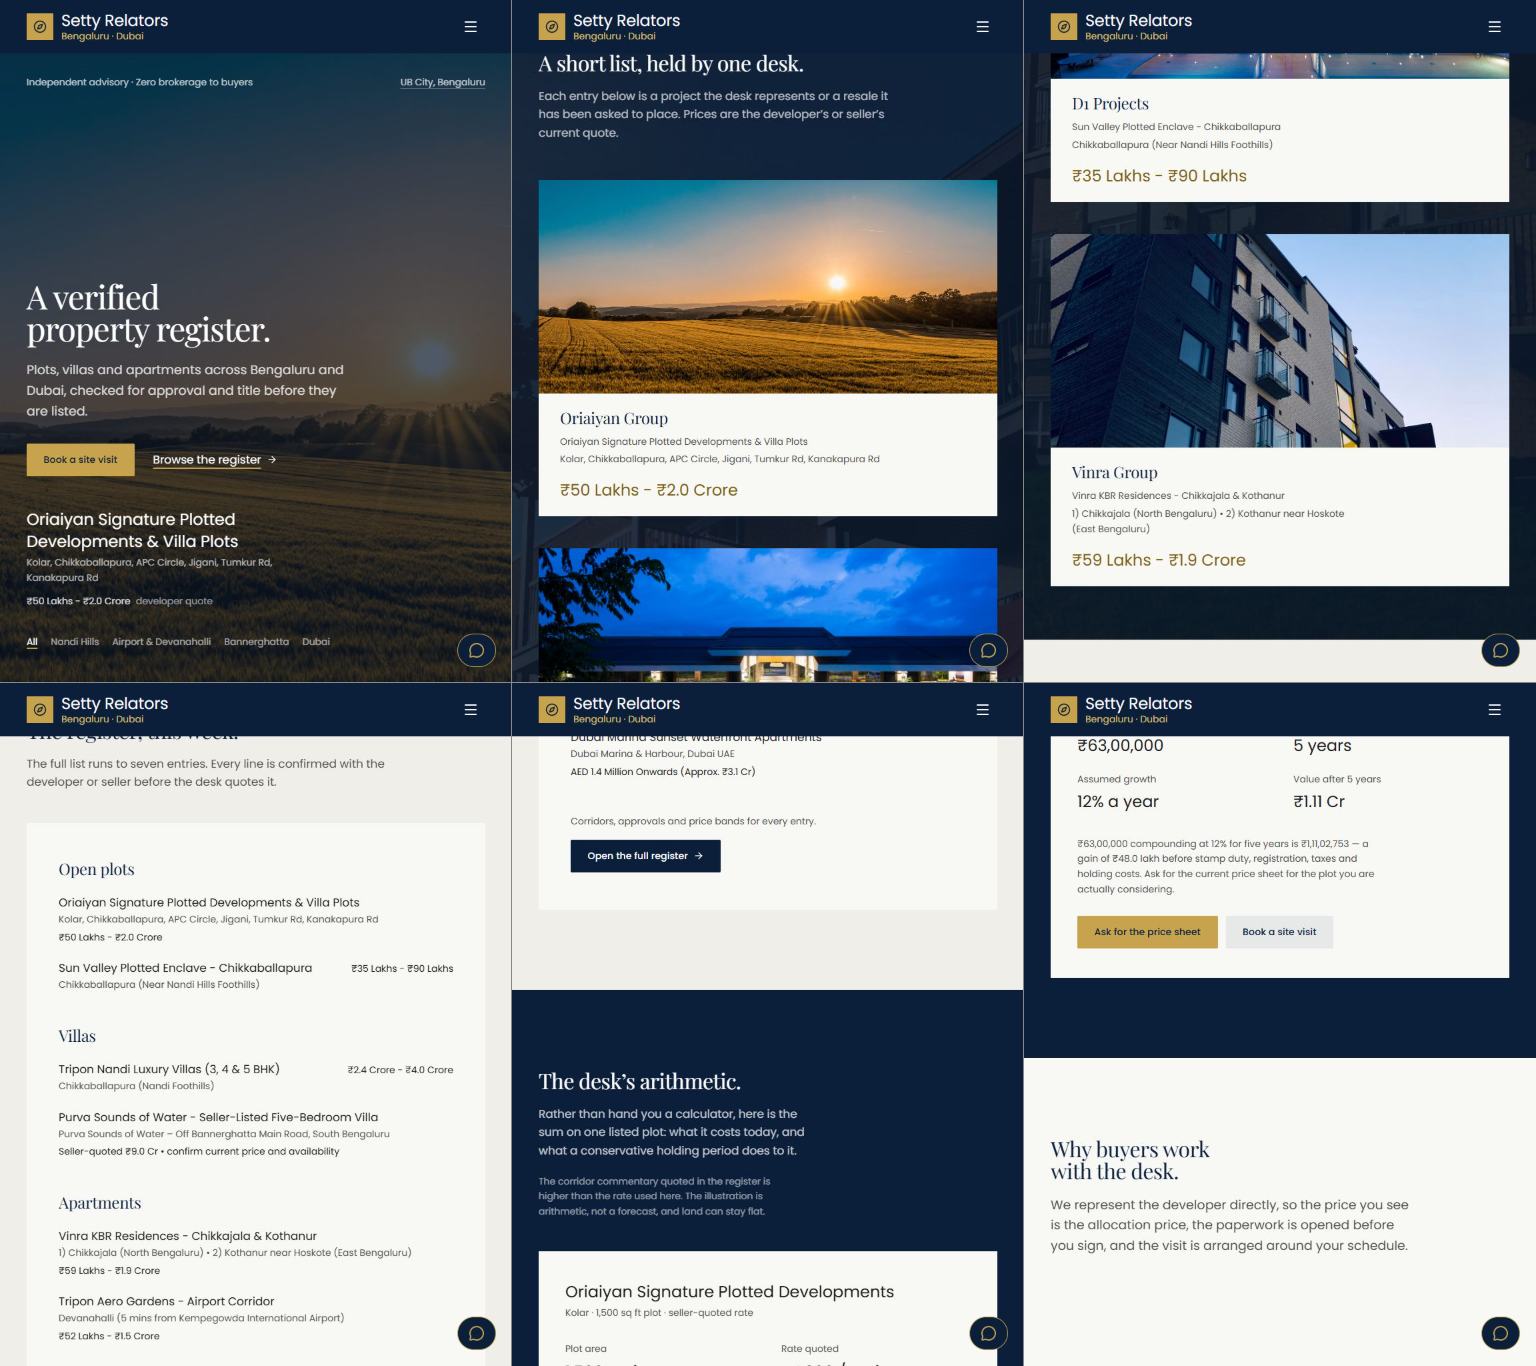 Setty Relators
Bengaluru · Dubai
Independent advisory · Zero brokerage to buyers
UB City, Bengaluru
A verified
property register.
Plots, villas and apartments across Bengaluru and
Dubai, checked for approval and title before they
are listed.
Book a site visit
Browse the register →
Oriaiyan Signature Plotted
Developments & Villa Plots
Kolar, Chikkaballapura, APC Circle, Jigani, Tumkur Rd,
Kanakapura Rd
₹50 Lakhs - ₹2.0 Crore developer quote
All Nandi Hills Airport & Devanahalli Bannerghatta Dubai
Setty Relators
Bengaluru · Dubai
A short list, held by one desk.
Each entry below is a project the desk represents or a resale it
has been asked to place. Prices are the developer’s or seller’s
current quote.
Oriaiyan Group
Oriaiyan Signature Plotted Developments & Villa Plots
Kolar, Chikkaballapura, APC Circle, Jigani, Tumkur Rd, Kanakapura Rd
₹50 Lakhs - ₹2.0 Crore
Setty Relators
Bengaluru · Dubai
D1 Projects
Sun Valley Plotted Enclave - Chikkaballapura
Chikkaballapura (Near Nandi Hills Foothills)
₹35 Lakhs - ₹90 Lakhs
Vinra Group
Vinra KBR Residences - Chikkajala & Kothanur
1) Chikkajala (North Bengaluru) • 2) Kothanur near Hoskote
(East Bengaluru)
₹59 Lakhs - ₹1.9 Crore
Setty Relators
Bengaluru · Dubai
The register, this week.
The full list runs to seven entries. Every line is confirmed with the
developer or seller before the desk quotes it.
Open plots
Oriaiyan Signature Plotted Developments & Villa Plots
Kolar, Chikkaballapura, APC Circle, Jigani, Tumkur Rd, Kanakapura Rd
₹50 Lakhs - ₹2.0 Crore
Sun Valley Plotted Enclave - Chikkaballapura
₹35 Lakhs - ₹90 Lakhs
Chikkaballapura (Near Nandi Hills Foothills)
Villas
Tripon Nandi Luxury Villas (3, 4 & 5 BHK)
₹2.4 Crore - ₹4.0 Crore
Chikkaballapura (Nandi Foothills)
Purva Sounds of Water - Seller-Listed Five-Bedroom Villa
Purva Sounds of Water – Off Bannerghatta Main Road, South Bengaluru
Seller-quoted ₹9.0 Cr • confirm current price and availability
Apartments
Vinra KBR Residences - Chikkajala & Kothanur
1) Chikkajala (North Bengaluru) • 2) Kothanur near Hoskote (East Bengaluru)
₹59 Lakhs - ₹1.9 Crore
Tripon Aero Gardens - Airport Corridor
Devanahalli (5 mins from Kempegowda International Airport)
₹52 Lakhs - ₹1.5 Crore
Setty Relators
Bengaluru · Dubai
Dubai Marina Sunset Waterfront Apartments
Dubai Marina & Harbour, Dubai UAE
AED 1.4 Million Onwards (Approx. ₹3.1 Cr)
Corridors, approvals and price bands for every entry.
Open the full register →
The desk’s arithmetic.
Rather than hand you a calculator, here is the
sum on one listed plot: what it costs today, and
what a conservative holding period does to it.
The corridor commentary quoted in the register is
higher than the rate used here. The illustration is
arithmetic, not a forecast, and land can stay flat.
Oriaiyan Signature Plotted Developments
Kolar · 1,500 sq ft plot · seller-quoted rate
Plot area
Rate quoted
Setty Relators
Bengaluru · Dubai
₹63,00,000
5 years
Assumed growth
Value after 5 years
12% a year
₹1.11 Cr
₹63,00,000 compounding at 12% for five years is ₹1,11,02,753 — a
gain of ₹48.0 lakh before stamp duty, registration, taxes and
holding costs. Ask for the current price sheet for the plot you are
actually considering.
Ask for the price sheet
Book a site visit
Why buyers work
with the desk.
We represent the developer directly, so the price you see
is the allocation price, the paperwork is opened before
you sign, and the visit is arranged around your schedule.